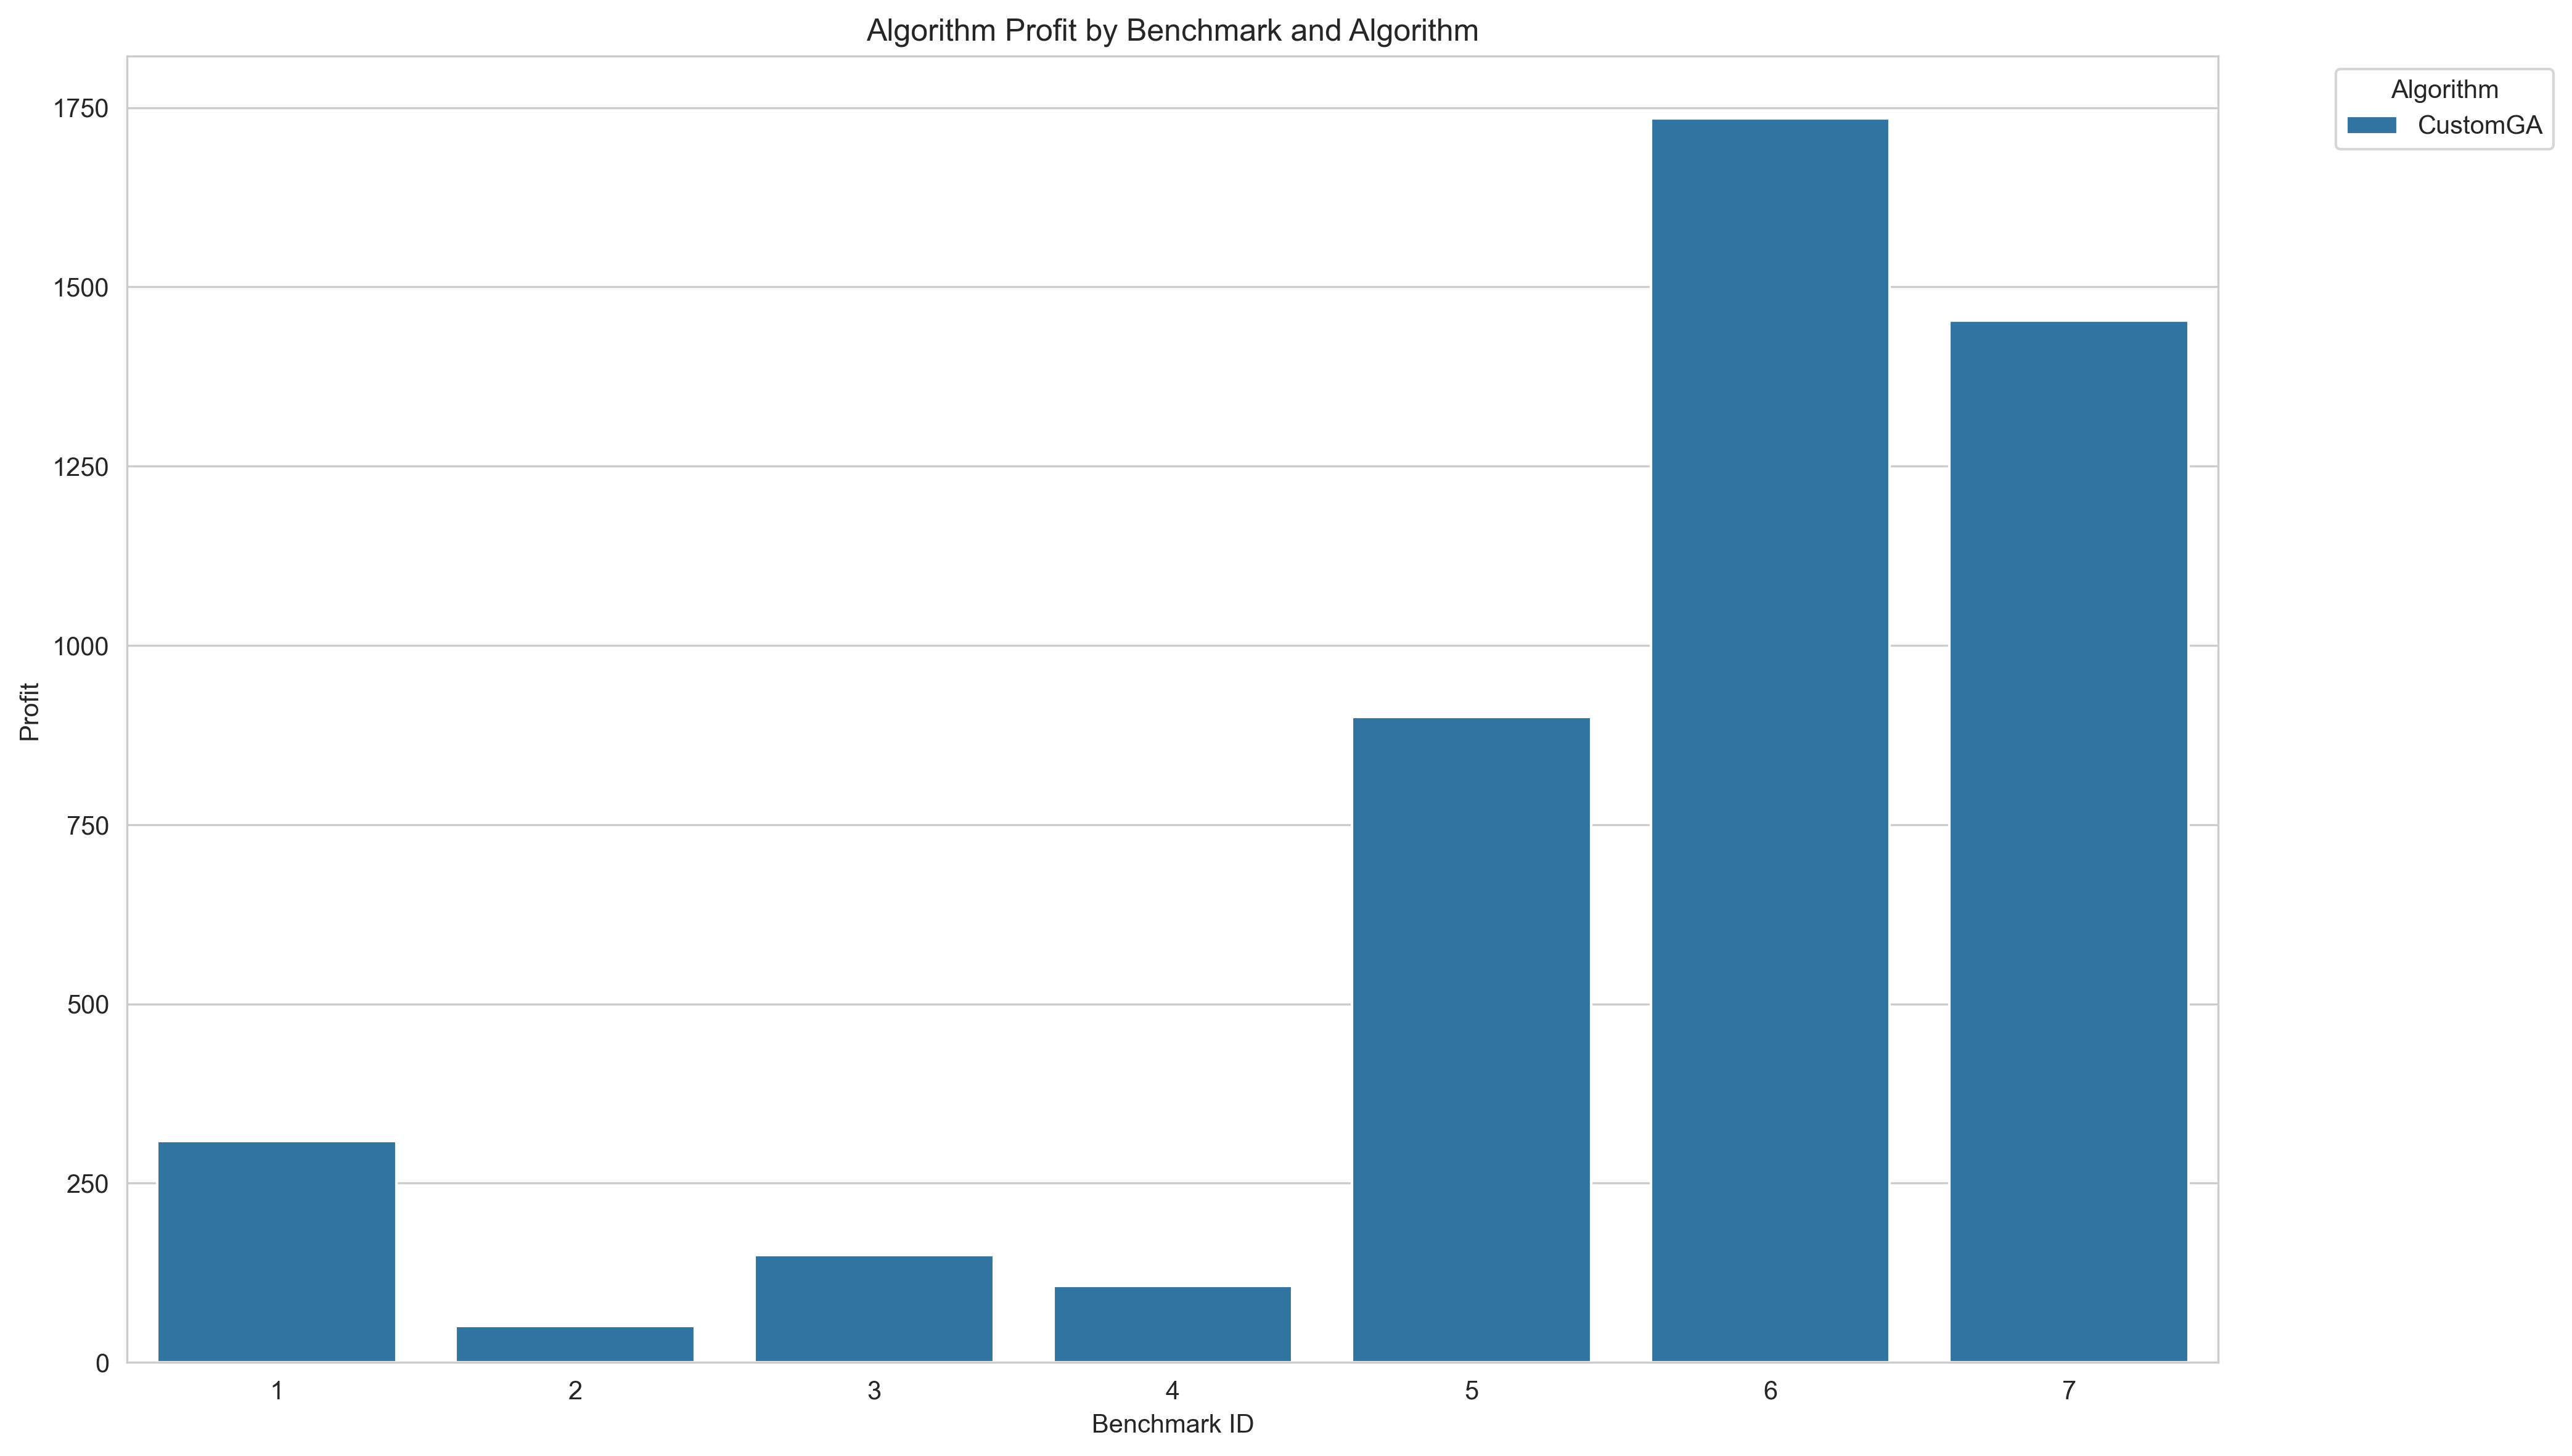 Algorithm Profit by Benchmark and Algorithm
Algorithm
CustomGA
1750
1500
1250
1000
750
500
250
0
Profit
1 2 3 4 5 6 7
Benchmark ID